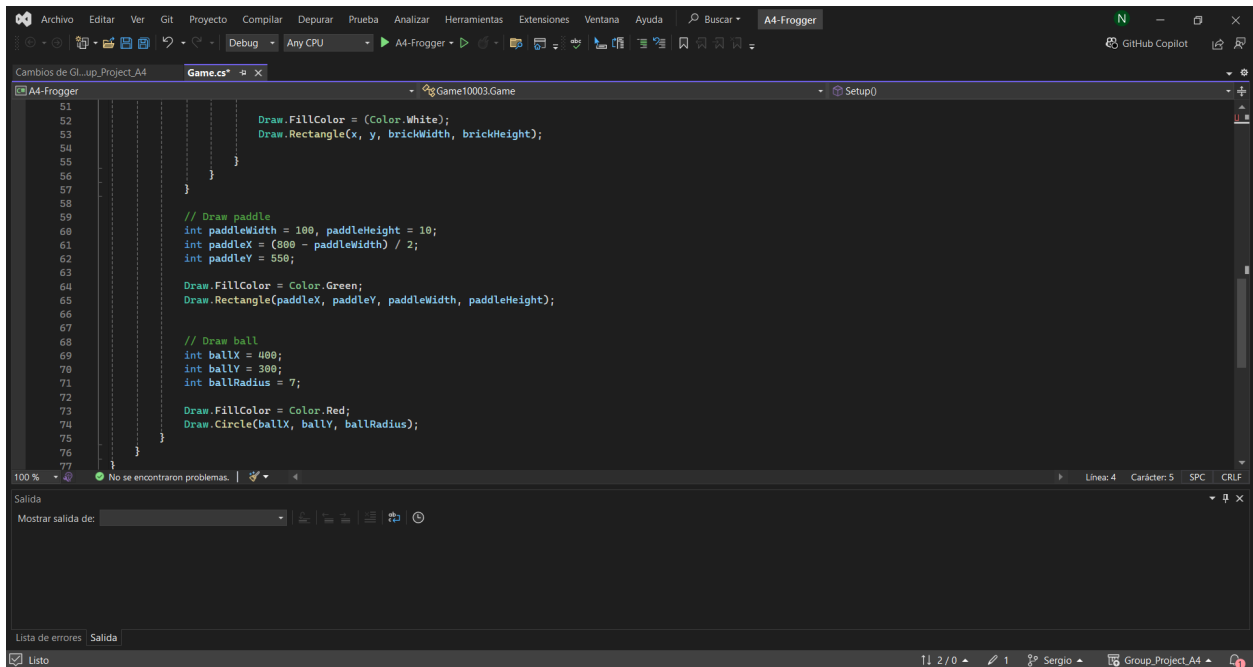 Archivo Editar Ver Git Proyecto Compilar Depurar Prueba Analizar Herramientas Extensiones Ventana Ayuda Buscar A4-Frogger N
Debug Any CPU A4-Frogger GitHub Copilot
Cambios de GI...up_Project_A4 Game.cs*
A4-Frogger Game10003.Game Setup()
51
52 Draw.FillColor = (Color.White);
53 Draw.Rectangle(x, y, brickWidth, brickHeight);
54
55 }
56 }
57 }
58
59 // Draw paddle
60 int paddleWidth = 100, paddleHeight = 10;
61 int paddleX = (800 - paddleWidth) / 2;
62 int paddleY = 550;
63
64 Draw.FillColor = Color.Green;
65 Draw.Rectangle(paddleX, paddleY, paddleWidth, paddleHeight);
66
67
68 // Draw ball
69 int ballX = 400;
70 int ballY = 300;
71 int ballRadius = 7;
72
73 Draw.FillColor = Color.Red;
74 Draw.Circle(ballX, ballY, ballRadius);
75 }
76 }
77 }
100 % No se encontraron problemas. Línea: 4 Carácter: 5 SPC CRLF
Salida
Mostrar salida de:
Lista de errores Salida
Listo 2 / 0 1 Sergio Group_Project_A4 1